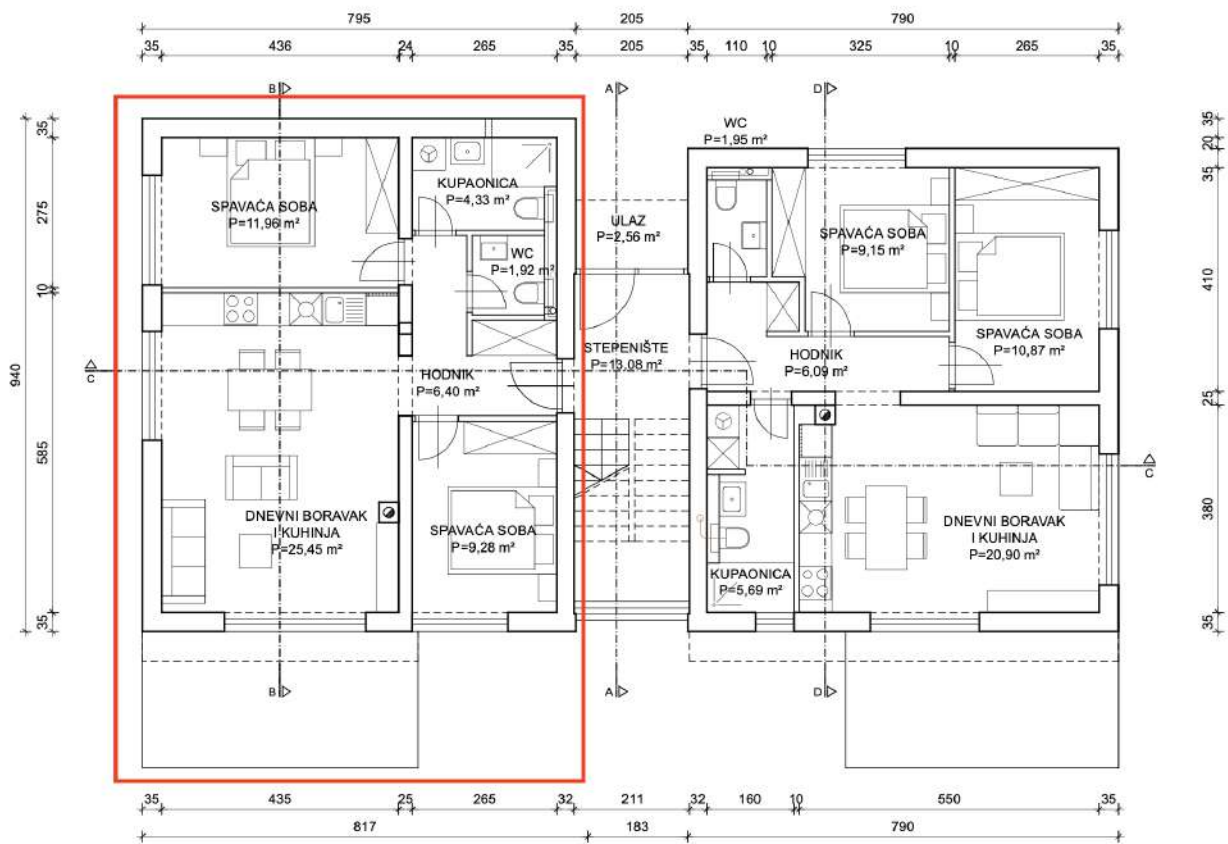 795 205 790
35 436 24 265 35 205 35 110 10 325 10 265 35
B A D
35 275 10 585 35
940
SPAVAĆA SOBA
P=11,96 m²
KUPAONICA
P=4,33 m²
WC
P=1,92 m²
ULAZ
P=2,56 m²
WC
P=1,95 m²
SPAVAĆA SOBA
P=9,15 m²
SPAVAĆA SOBA
P=10,87 m²
STEPENIŠTE
P=13,08 m²
HODNIK
P=6,40 m²
HODNIK
P=6,09 m²
C
C
DNEVNI BORAVAK
I KUHINJA
P=25,45 m²
SPAVAĆA SOBA
P=9,28 m²
KUPAONICA
P=5,69 m²
DNEVNI BORAVAK
I KUHINJA
P=20,90 m²
35 20 35 410 25 380 35
B A D
35 435 25 265 32 211 32 160 10 550 35
817 183 790